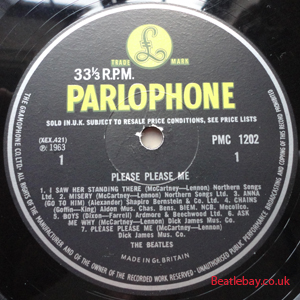 £
TRADE MARK
33⅓ R.P.M.
PARLOPHONE
SOLD IN U.K. SUBJECT TO RESALE PRICE CONDITIONS, SEE PRICE LISTS
(XEX.421)
℗ 1963
PMC 1202
1
1
PLEASE PLEASE ME
1. I SAW HER STANDING THERE (McCartney—Lennon) Northern Songs
Ltd. 2. MISERY (McCartney—Lennon) Northern Songs Ltd. 3. ANNA
(GO TO HIM) (Alexander) Shapiro Bernstein & Co. Ltd. 4. CHAINS
(Goffin—King) Aldon Mus. Chas. Bens. BIEM, NCB. Mecolico.
5. BOYS (Dixon—Farrell) Ardmore & Beechwood Ltd. 6. ASK
ME WHY (McCartney—Lennon) Dick James Mus. Co.
7. PLEASE PLEASE ME (McCartney—Lennon)
Dick James Mus. Co.
THE BEATLES
MADE IN GT. BRITAIN
THE GRAMOPHONE CO. LTD. ALL RIGHTS OF THE MANUFACTURER AND OF THE OWNER OF THE RECORDED WORK RESERVED UNAUTHORISED PUBLIC PERFORMANCE BROADCASTING AND COPYING OF THIS RECORD PROHIBITED
Beatlebay.co.uk